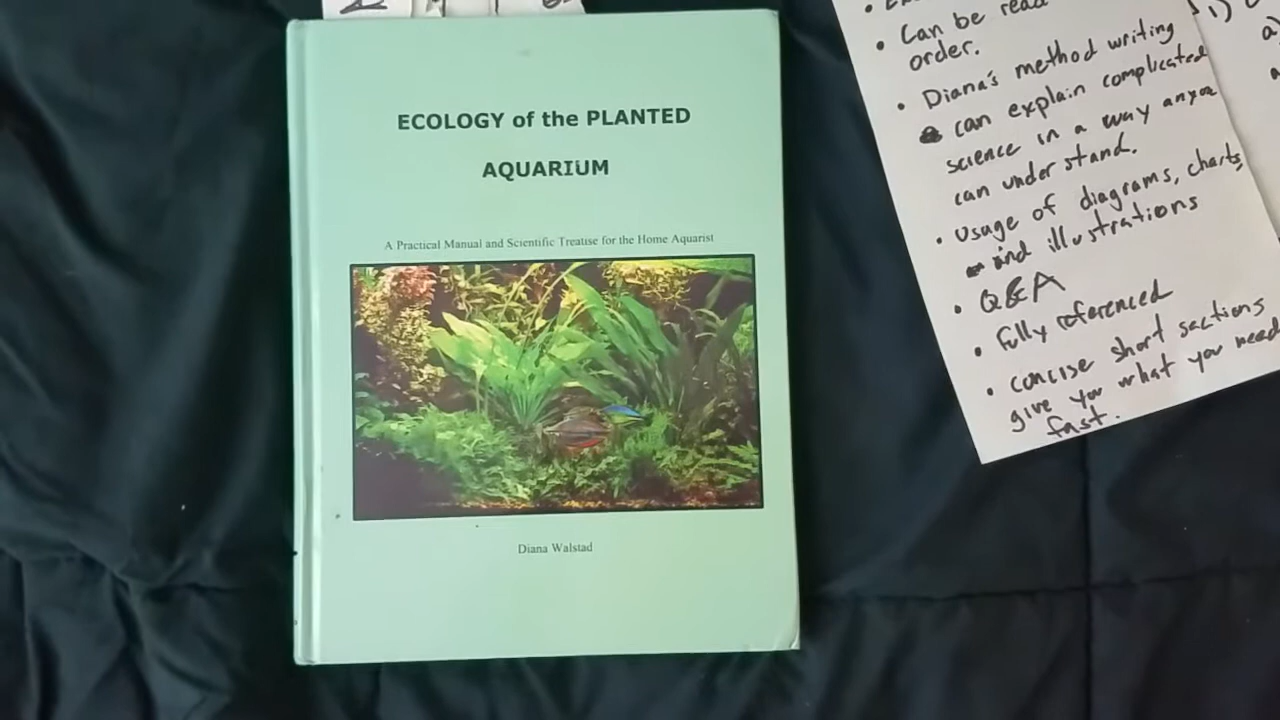 ECOLOGY of the PLANTED
AQUARIUM
A Practical Manual and Scientific Treatise for the Home Aquarist
Diana Walstad
• Can be read
order.
• Diana's method writing
can explain complicated
science in a way anyon
can understand.
• Usage of diagrams, charts,
and illustrations
• Q&A
• Fully referenced
• concise short sections
give you what you need
fast.
1)
a)